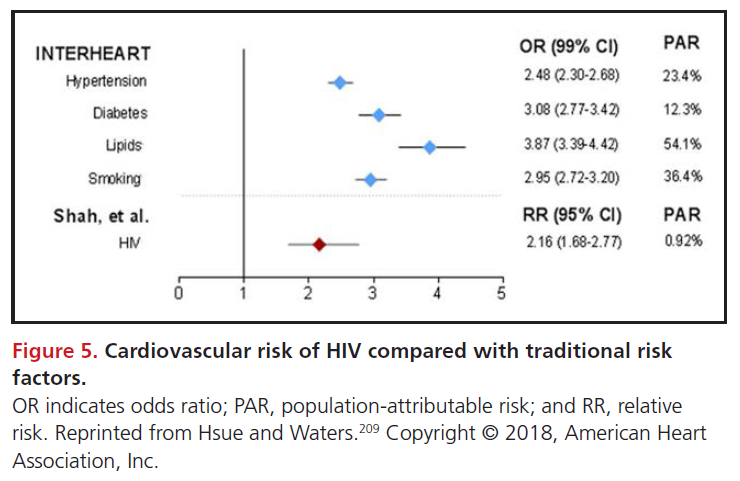 INTERHEART OR (99% CI) PAR
Hypertension 2.48 (2.30-2.68) 23.4%
Diabetes 3.08 (2.77-3.42) 12.3%
Lipids 3.87 (3.39-4.42) 54.1%
Smoking 2.95 (2.72-3.20) 36.4%
Shah, et al. RR (95% CI) PAR
HIV 2.16 (1.68-2.77) 0.92%
0 1 2 3 4 5
Figure 5. Cardiovascular risk of HIV compared with traditional risk
factors.
OR indicates odds ratio; PAR, population-attributable risk; and RR, relative
risk. Reprinted from Hsue and Waters.209 Copyright © 2018, American Heart
Association, Inc.